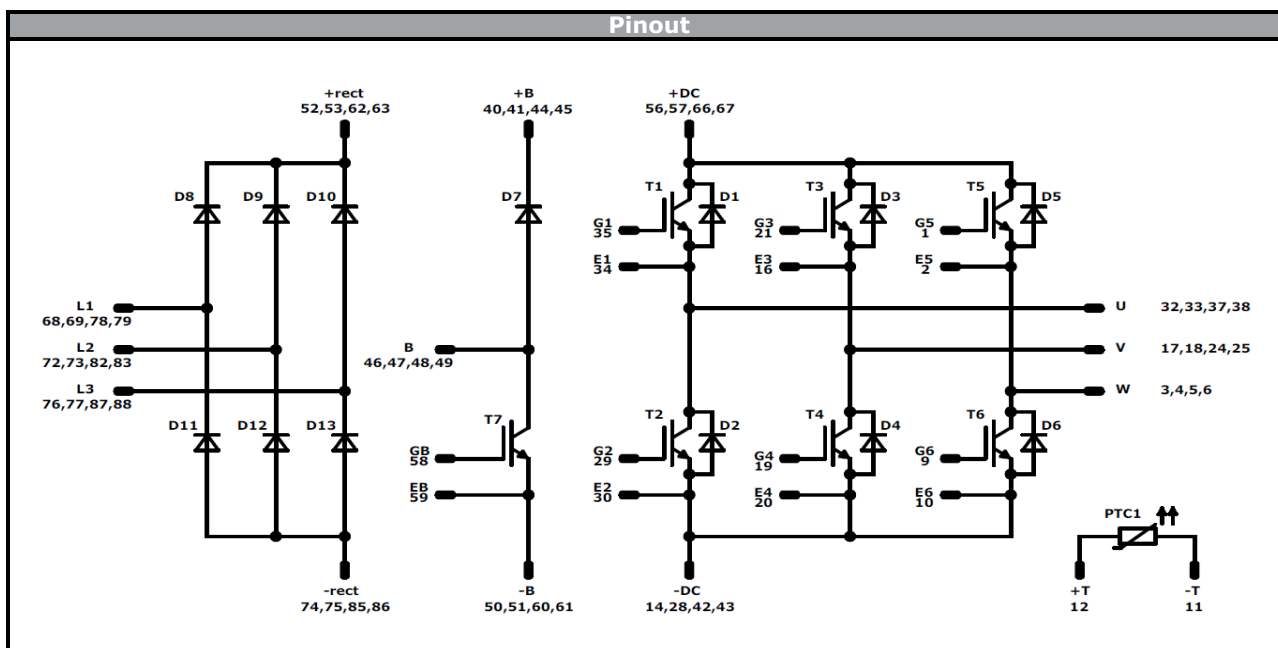 Pinout
+rect
52,53,62,63
+B
40,41,44,45
+DC
56,57,66,67
D8
D9
D10
D7
T1
D1
T3
D3
T5
D5
G1
35
G3
21
G5
1
E1
34
E3
16
E5
2
L1
68,69,78,79
U 32,33,37,38
L2
72,73,82,83
B
46,47,48,49
V 17,18,24,25
L3
76,77,87,88
W 3,4,5,6
D11
D12
D13
T7
T2
D2
T4
D4
T6
D6
GB
58
G2
29
G4
19
G6
9
EB
59
E2
30
E4
20
E6
10
PTC1
-rect
74,75,85,86
-B
50,51,60,61
-DC
14,28,42,43
+T
12
-T
11